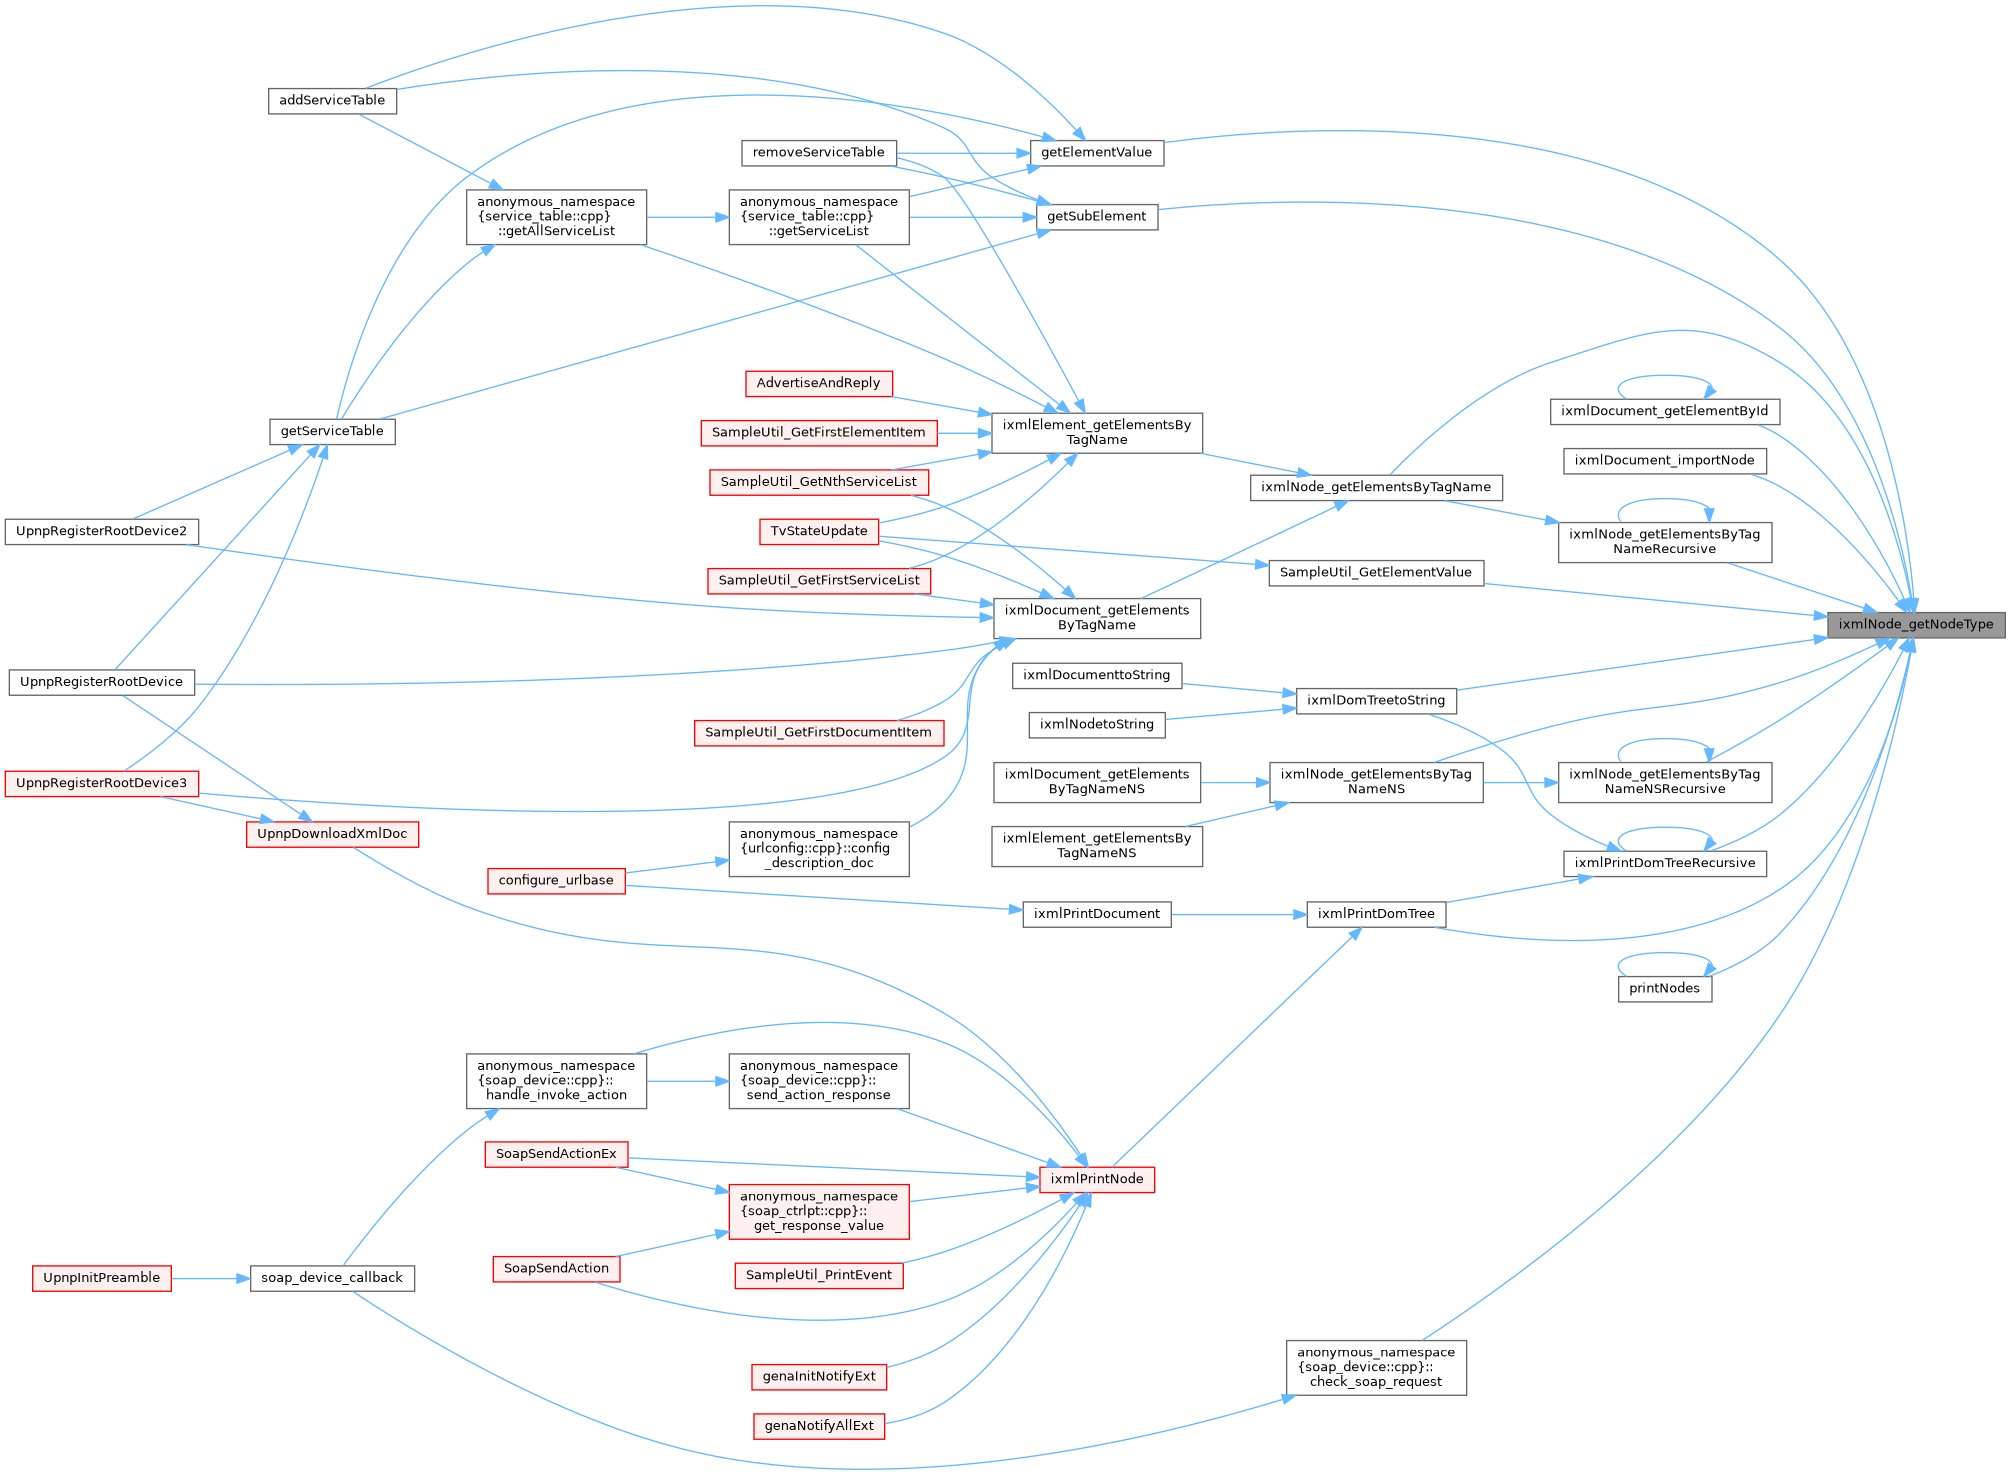 addServiceTable
removeServiceTable
getElementValue
anonymous_namespace
{service_table::cpp}
::getAllServiceList
anonymous_namespace
{service_table::cpp}
::getServiceList
getSubElement
AdvertiseAndReply
ixmlDocument_getElementById
getServiceTable
SampleUtil_GetFirstElementItem
ixmlElement_getElementsBy
TagName
ixmlDocument_importNode
SampleUtil_GetNthServiceList
ixmlNode_getElementsByTagName
UpnpRegisterRootDevice2
TvStateUpdate
ixmlNode_getElementsByTag
NameRecursive
SampleUtil_GetFirstServiceList
SampleUtil_GetElementValue
ixmlDocument_getElements
ByTagName
ixmlNode_getNodeType
UpnpRegisterRootDevice
ixmlDocumenttoString
ixmlDomTreetoString
SampleUtil_GetFirstDocumentItem
ixmlNodetoString
UpnpRegisterRootDevice3
ixmlDocument_getElements
ByTagNameNS
ixmlNode_getElementsByTag
NameNS
ixmlNode_getElementsByTag
NameNSRecursive
UpnpDownloadXmlDoc
anonymous_namespace
{urlconfig::cpp}::config
_description_doc
ixmlElement_getElementsBy
TagNameNS
ixmlPrintDomTreeRecursive
configure_urlbase
ixmlPrintDocument
ixmlPrintDomTree
printNodes
anonymous_namespace
{soap_device::cpp}::
handle_invoke_action
anonymous_namespace
{soap_device::cpp}::
send_action_response
SoapSendActionEx
ixmlPrintNode
anonymous_namespace
{soap_ctrlpt::cpp}::
get_response_value
UpnpInitPreamble
soap_device_callback
SoapSendAction
SampleUtil_PrintEvent
genaInitNotifyExt
anonymous_namespace
{soap_device::cpp}::
check_soap_request
genaNotifyAllExt